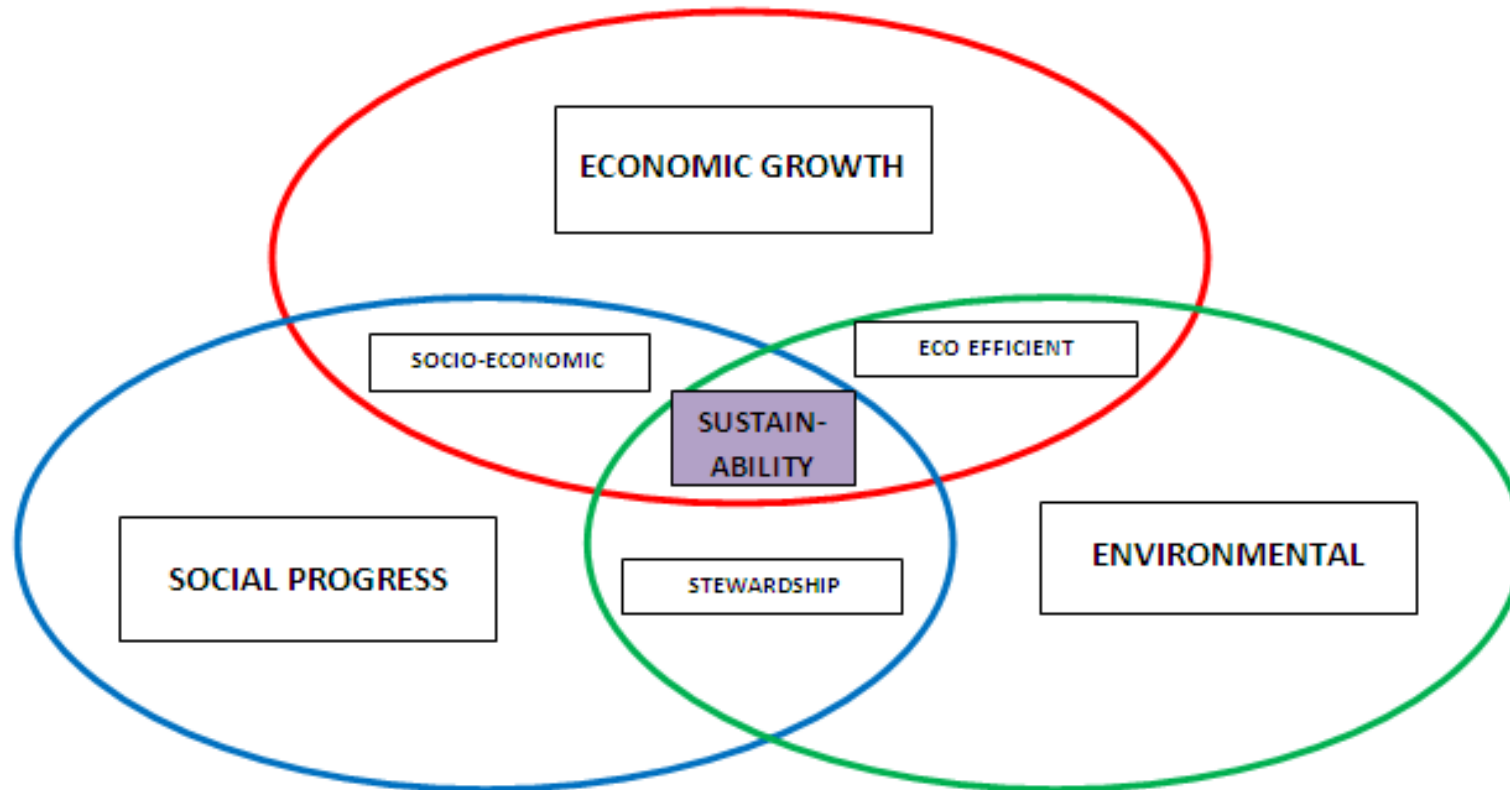 ECONOMIC GROWTH
SOCIO-ECONOMIC
ECO EFFICIENT
SUSTAIN-
ABILITY
SOCIAL PROGRESS
STEWARDSHIP
ENVIRONMENTAL